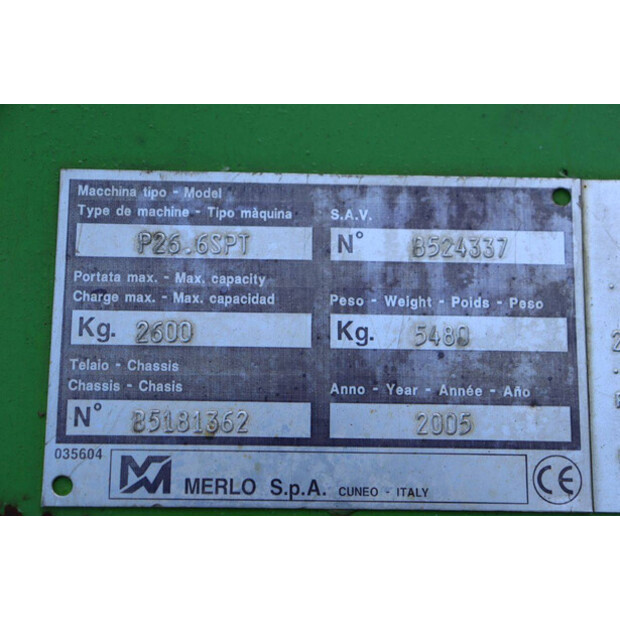 Macchina tipo - Model
Type de machine - Tipo màquina
P26.6SPT
S.A.V.
N° B524337
Portata max. - Max. capacity
Charge max. - Max. capacidad
Kg. 2600
Peso - Weight - Poids - Peso
Kg. 5480
Telaio - Chassis
Chassis - Chasis
N° B5181362
Anno - Year - Année - Año
2005
035604
MERLO S.p.A. CUNEO - ITALY
CE